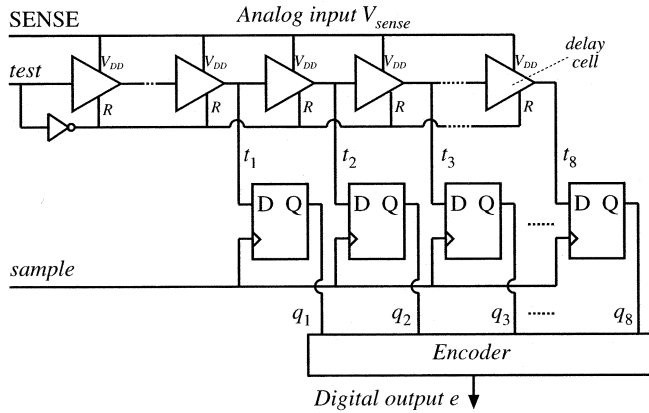 SENSE
Analog input V_sense
test
V_DD
V_DD
V_DD
V_DD
V_DD
delay
cell
R
R
R
R
R
t_1
t_2
t_3
t_8
D Q
D Q
D Q
D Q
sample
q_1
q_2
q_3
q_8
Encoder
Digital output e